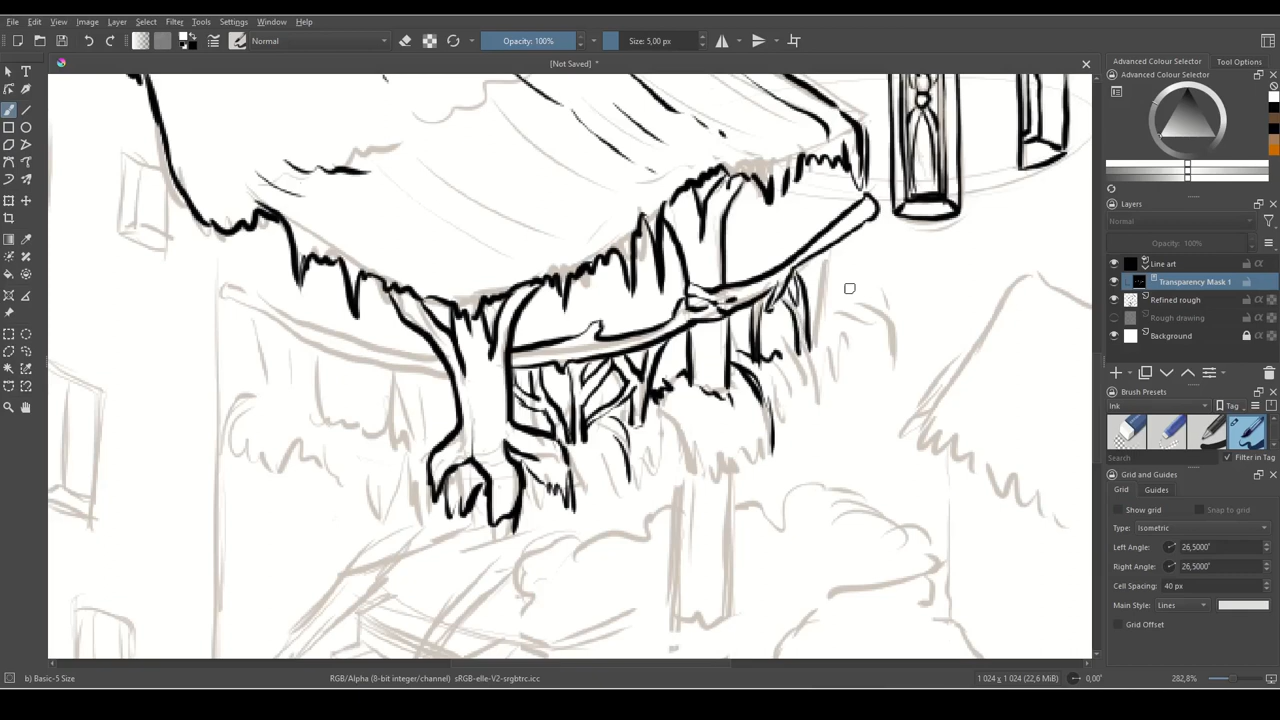 File Edit View Image Layer Select Filter Tools Settings Window Help
Normal Opacity: 100% Size: 5,00 px
[Not Saved] *
Advanced Colour Selector Tool Options
Advanced Colour Selector
Layers
Normal
Opacity: 100%
Line art
Transparency Mask 1
Refined rough
Rough drawing
Background
Brush Presets
Ink Tag
Search Filter in Tag
Grid and Guides
Grid Guides
Show grid Snap to grid
Type: Isometric
Left Angle: 26,5000°
Right Angle: 26,5000°
Cell Spacing: 40 px
Main Style: Lines
Grid Offset
b) Basic-5 Size RGB/Alpha (8-bit integer/channel) sRGB-elle-V2-srgbtrc.icc 1 024 x 1 024 (22,6 MiB) 0,00° 282,8%